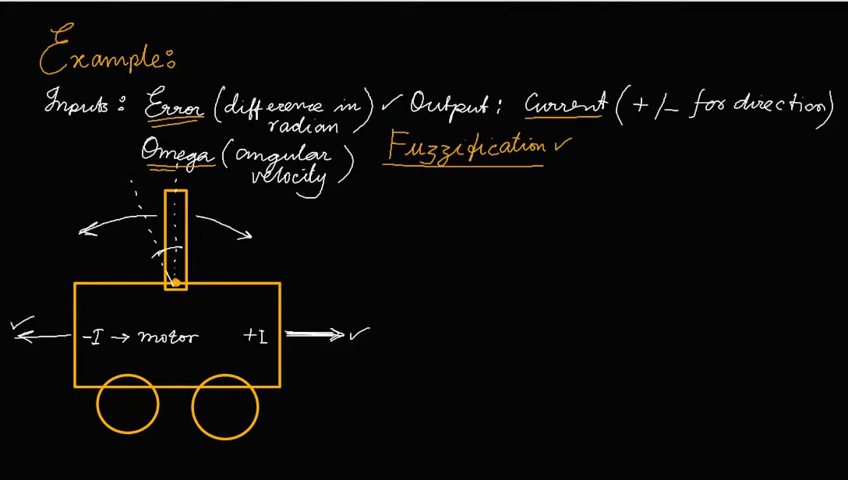 Example:
Inputs: Error (difference in radian) ✓ Output: Current (+/− for direction)
Omega (angular velocity) Fuzzification ✓
-I → motor +I